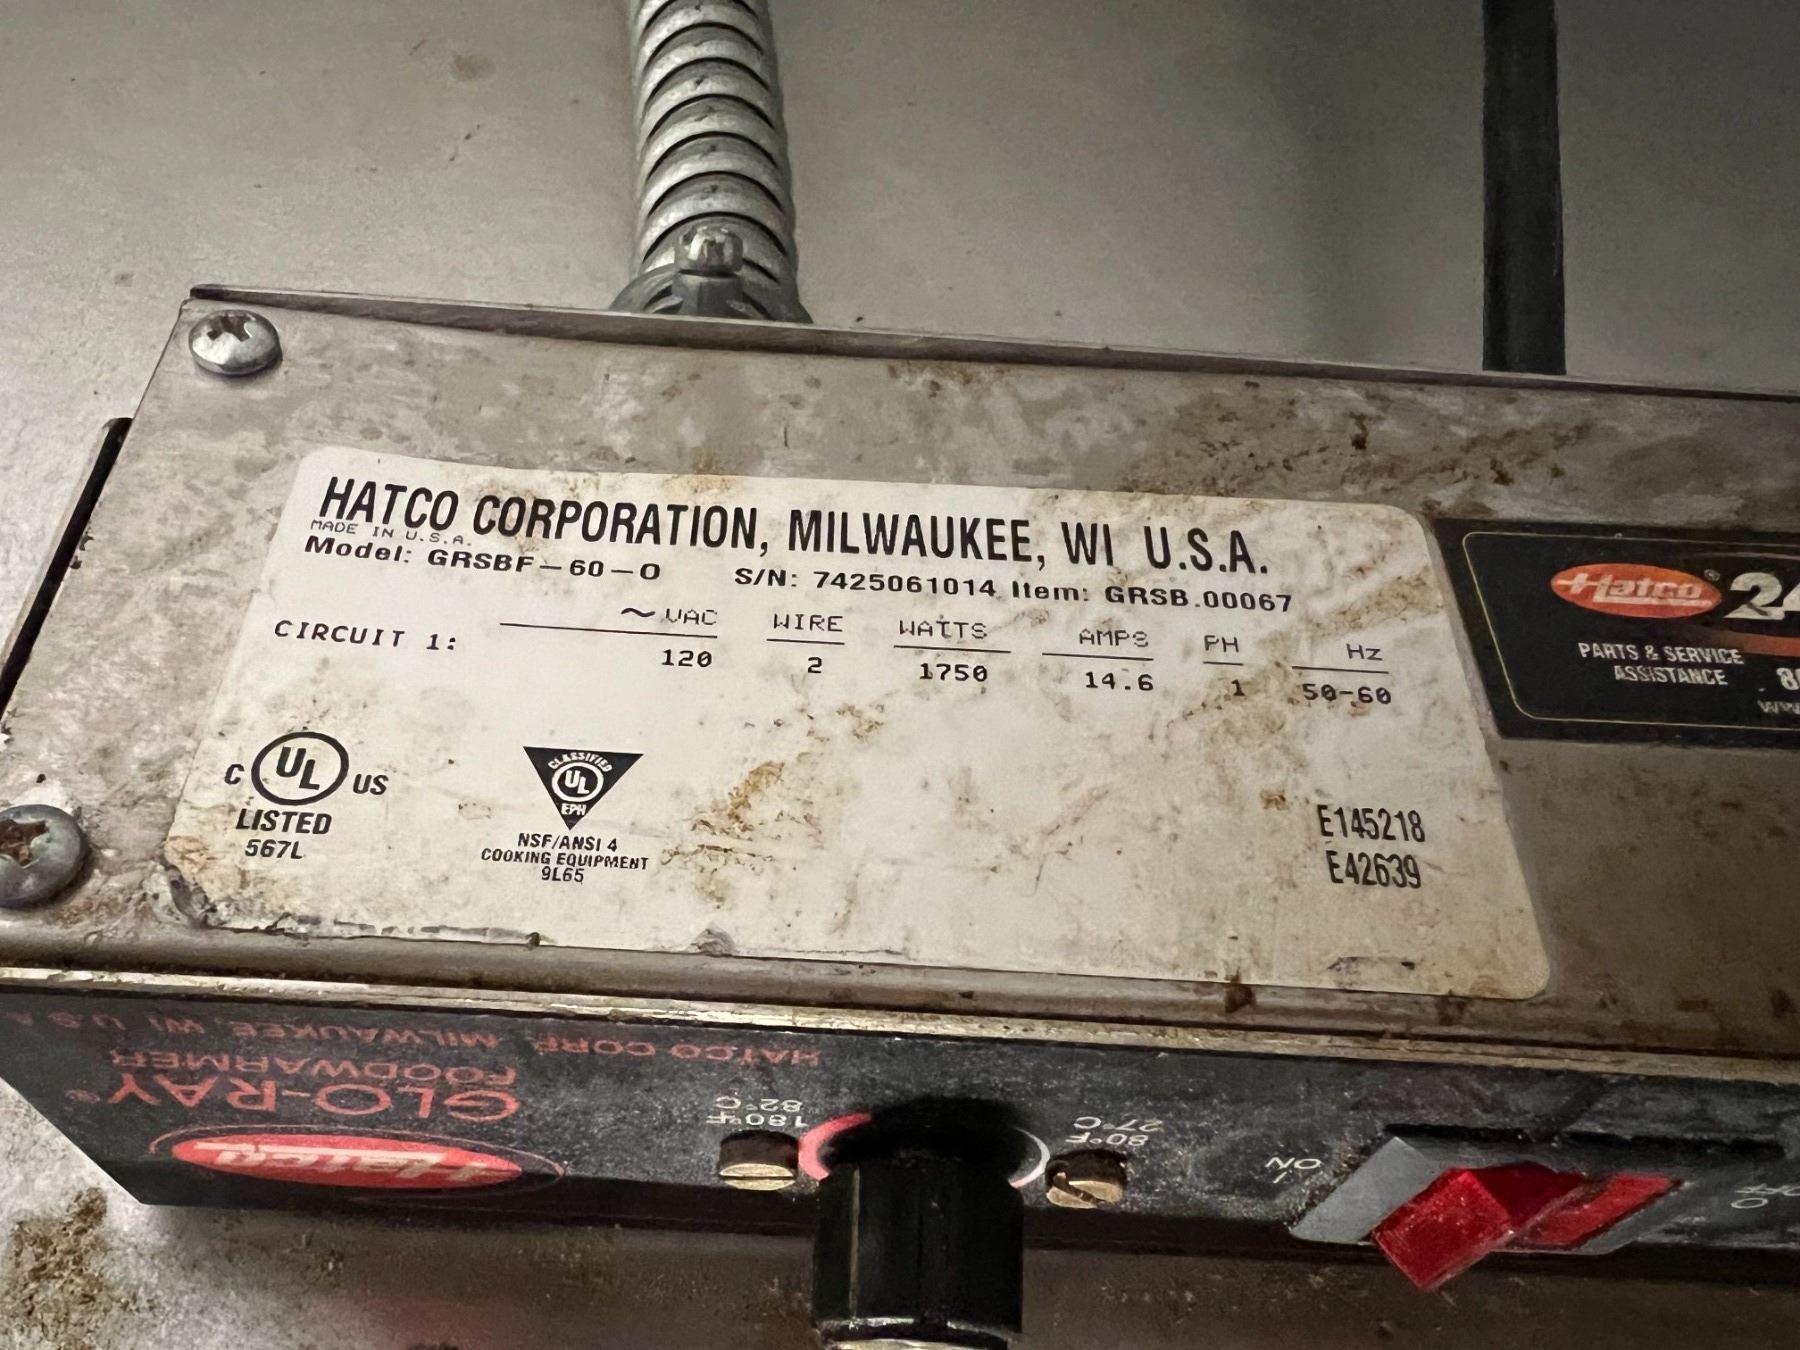 HATCO CORPORATION, MILWAUKEE, WI U.S.A.
MADE IN U.S.A.
Model: GRSBF-60-O S/N: 7425061014 Item: GRSB.00067
~ VAC WIRE WATTS AMPS PH Hz
CIRCUIT 1: 120 2 1750 14.6 1 50-60
C UL US
LISTED
567L
CLASSIFIED
UL
EPH
NSF/ANSI 4
COOKING EQUIPMENT
9L65
E145218
E42639
Hatco® 24
PARTS & SERVICE
ASSISTANCE
Hatco
GLO-RAY®
FOODWARMER
HATCO CORP. MILWAUKEE, WI U.S.A.
180°F
82°C
80°F
27°C
ON
I
OFF
O